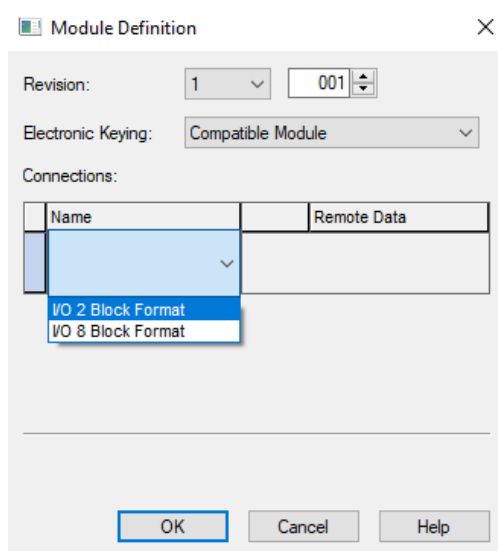 Module Definition
Revision: 1 001
Electronic Keying: Compatible Module
Connections:
Name Remote Data
I/O 2 Block Format
I/O 8 Block Format
OK Cancel Help